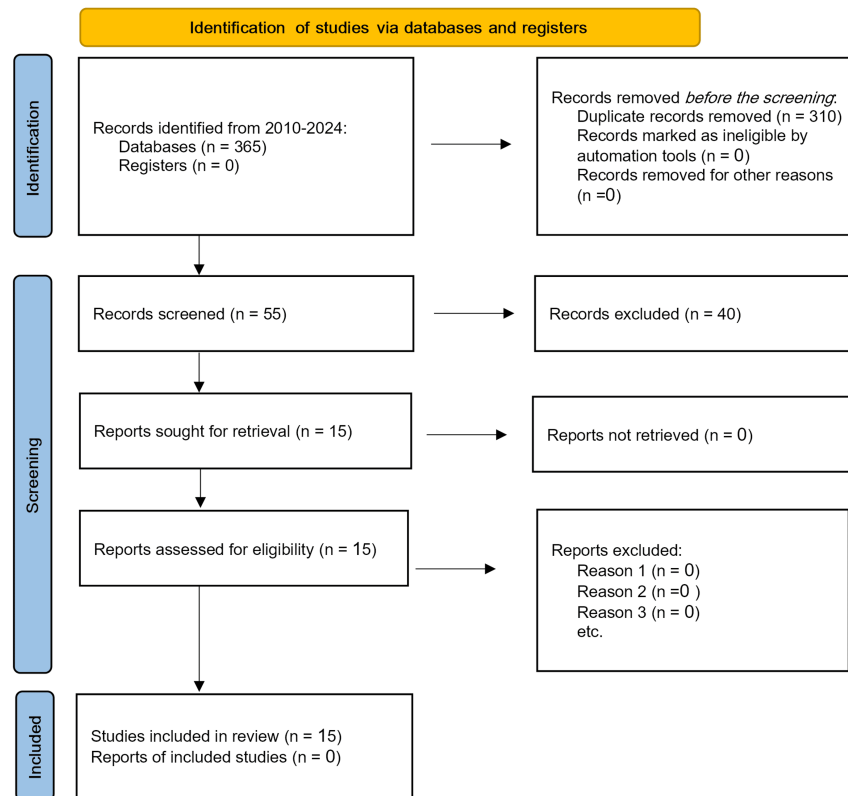 Identification of studies via databases and registers
Identification
Records identified from 2010-2024:
Databases (n = 365)
Registers (n = 0)
Records removed before the screening:
Duplicate records removed (n = 310)
Records marked as ineligible by
automation tools (n = 0)
Records removed for other reasons
(n =0)
Screening
Records screened (n = 55)
Records excluded (n = 40)
Reports sought for retrieval (n = 15)
Reports not retrieved (n = 0)
Reports assessed for eligibility (n = 15)
Reports excluded:
Reason 1 (n = 0)
Reason 2 (n =0 )
Reason 3 (n = 0)
etc.
Included
Studies included in review (n = 15)
Reports of included studies (n = 0)